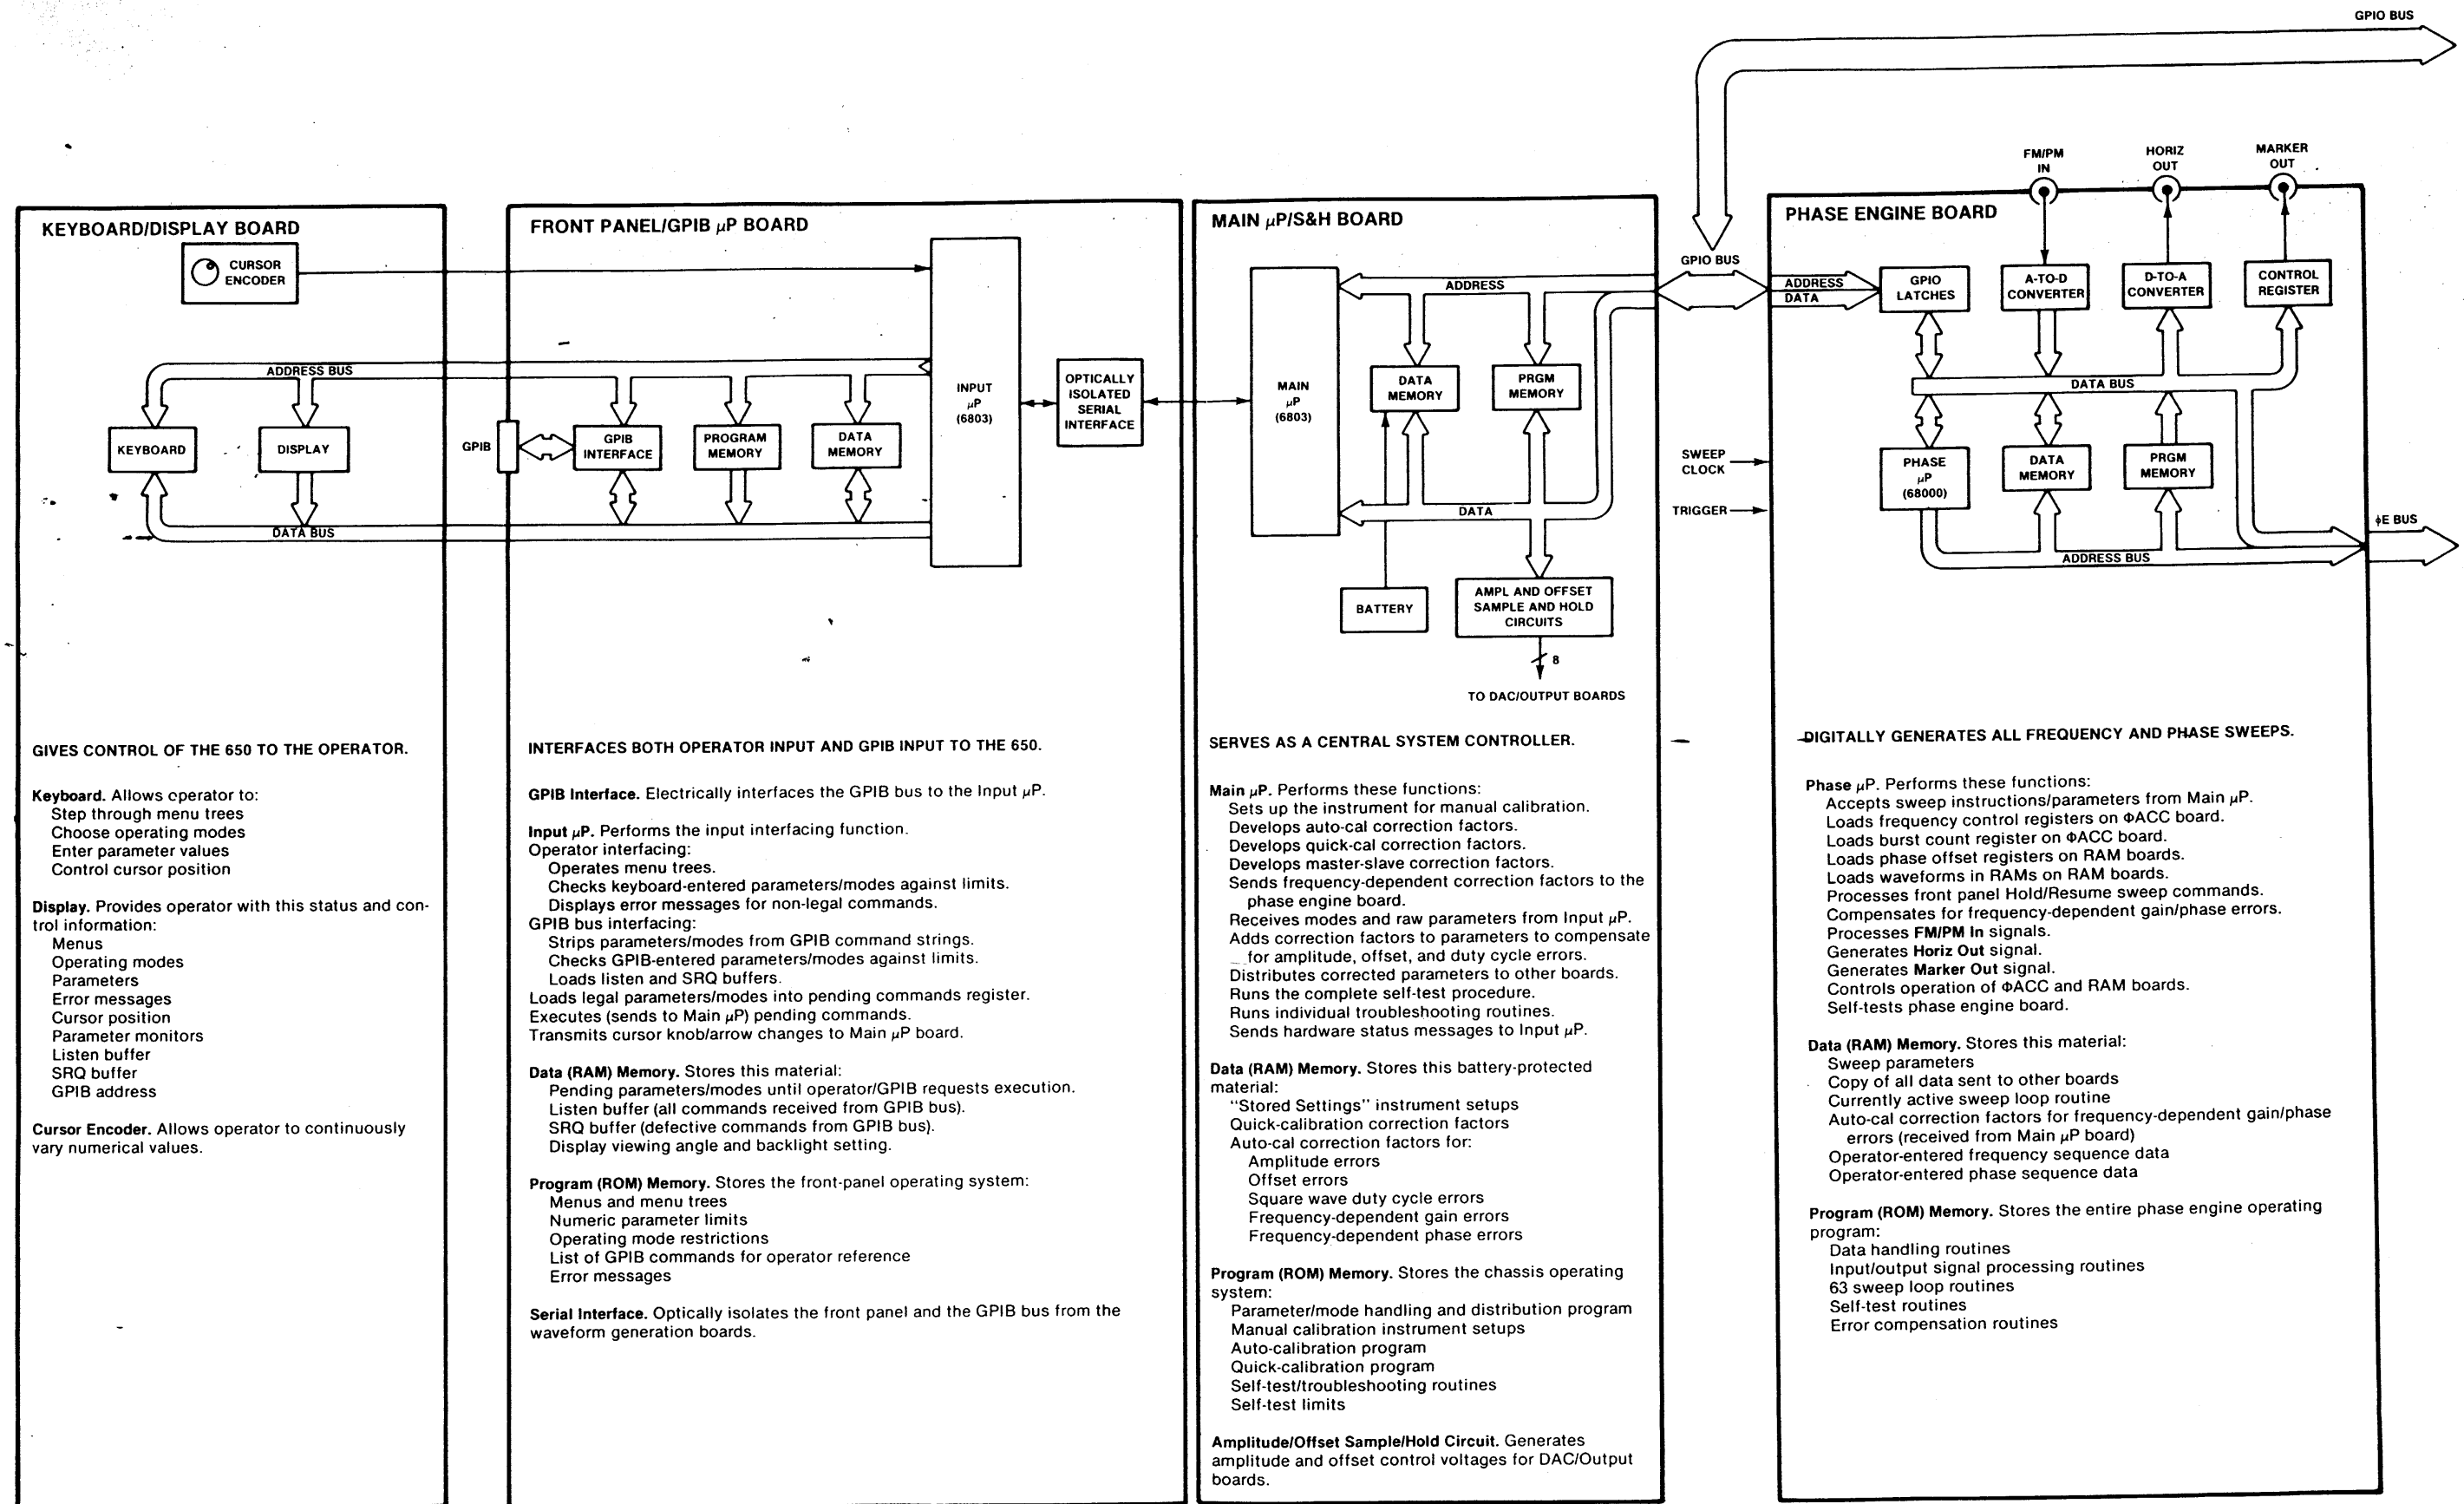 GPIO BUS
KEYBOARD/DISPLAY BOARD
CURSOR
ENCODER
ADDRESS BUS
KEYBOARD
DISPLAY
DATA BUS
GIVES CONTROL OF THE 650 TO THE OPERATOR.
Keyboard. Allows operator to:
Step through menu trees
Choose operating modes
Enter parameter values
Control cursor position
Display. Provides operator with this status and con-
trol information:
Menus
Operating modes
Parameters
Error messages
Cursor position
Parameter monitors
Listen buffer
SRQ buffer
GPIB address
Cursor Encoder. Allows operator to continuously
vary numerical values.
FRONT PANEL/GPIB μP BOARD
INPUT
μP
(6803)
OPTICALLY
ISOLATED
SERIAL
INTERFACE
GPIB
GPIB
INTERFACE
PROGRAM
MEMORY
DATA
MEMORY
INTERFACES BOTH OPERATOR INPUT AND GPIB INPUT TO THE 650.
GPIB Interface. Electrically interfaces the GPIB bus to the Input μP.
Input μP. Performs the input interfacing function.
Operator interfacing:
Operates menu trees.
Checks keyboard-entered parameters/modes against limits.
Displays error messages for non-legal commands.
GPIB bus interfacing:
Strips parameters/modes from GPIB command strings.
Checks GPIB-entered parameters/modes against limits.
Loads listen and SRQ buffers.
Loads legal parameters/modes into pending commands register.
Executes (sends to Main μP) pending commands.
Transmits cursor knob/arrow changes to Main μP board.
Data (RAM) Memory. Stores this material:
Pending parameters/modes until operator/GPIB requests execution.
Listen buffer (all commands received from GPIB bus).
SRQ buffer (defective commands from GPIB bus).
Display viewing angle and backlight setting.
Program (ROM) Memory. Stores the front-panel operating system:
Menus and menu trees
Numeric parameter limits
Operating mode restrictions
List of GPIB commands for operator reference
Error messages
Serial Interface. Optically isolates the front panel and the GPIB bus from the
waveform generation boards.
MAIN μP/S&H BOARD
MAIN
μP
(6803)
ADDRESS
DATA
MEMORY
PRGM
MEMORY
DATA
BATTERY
AMPL AND OFFSET
SAMPLE AND HOLD
CIRCUITS
8
TO DAC/OUTPUT BOARDS
SERVES AS A CENTRAL SYSTEM CONTROLLER.
Main μP. Performs these functions:
Sets up the instrument for manual calibration.
Develops auto-cal correction factors.
Develops quick-cal correction factors.
Develops master-slave correction factors.
Sends frequency-dependent correction factors to the
phase engine board.
Receives modes and raw parameters from Input μP.
Adds correction factors to parameters to compensate
for amplitude, offset, and duty cycle errors.
Distributes corrected parameters to other boards.
Runs the complete self-test procedure.
Runs individual troubleshooting routines.
Sends hardware status messages to Input μP.
Data (RAM) Memory. Stores this battery-protected
material:
"Stored Settings" instrument setups
Quick-calibration correction factors
Auto-cal correction factors for:
Amplitude errors
Offset errors
Square wave duty cycle errors
Frequency-dependent gain errors
Frequency-dependent phase errors
Program (ROM) Memory. Stores the chassis operating
system:
Parameter/mode handling and distribution program
Manual calibration instrument setups
Auto-calibration program
Quick-calibration program
Self-test/troubleshooting routines
Self-test limits
Amplitude/Offset Sample/Hold Circuit. Generates
amplitude and offset control voltages for DAC/Output
boards.
GPIO BUS
SWEEP
CLOCK
TRIGGER
FM/PM
IN
HORIZ
OUT
MARKER
OUT
PHASE ENGINE BOARD
ADDRESS
DATA
GPIO
LATCHES
A-TO-D
CONVERTER
D-TO-A
CONVERTER
CONTROL
REGISTER
DATA BUS
PHASE
μP
(68000)
DATA
MEMORY
PRGM
MEMORY
ADDRESS BUS
ϕE BUS
DIGITALLY GENERATES ALL FREQUENCY AND PHASE SWEEPS.
Phase μP. Performs these functions:
Accepts sweep instructions/parameters from Main μP.
Loads frequency control registers on ΦACC board.
Loads burst count register on ΦACC board.
Loads phase offset registers on RAM boards.
Loads waveforms in RAMs on RAM boards.
Processes front panel Hold/Resume sweep commands.
Compensates for frequency-dependent gain/phase errors.
Processes FM/PM In signals.
Generates Horiz Out signal.
Generates Marker Out signal.
Controls operation of ΦACC and RAM boards.
Self-tests phase engine board.
Data (RAM) Memory. Stores this material:
Sweep parameters
Copy of all data sent to other boards
Currently active sweep loop routine
Auto-cal correction factors for frequency-dependent gain/phase
errors (received from Main μP board)
Operator-entered frequency sequence data
Operator-entered phase sequence data
Program (ROM) Memory. Stores the entire phase engine operating
program:
Data handling routines
Input/output signal processing routines
63 sweep loop routines
Self-test routines
Error compensation routines